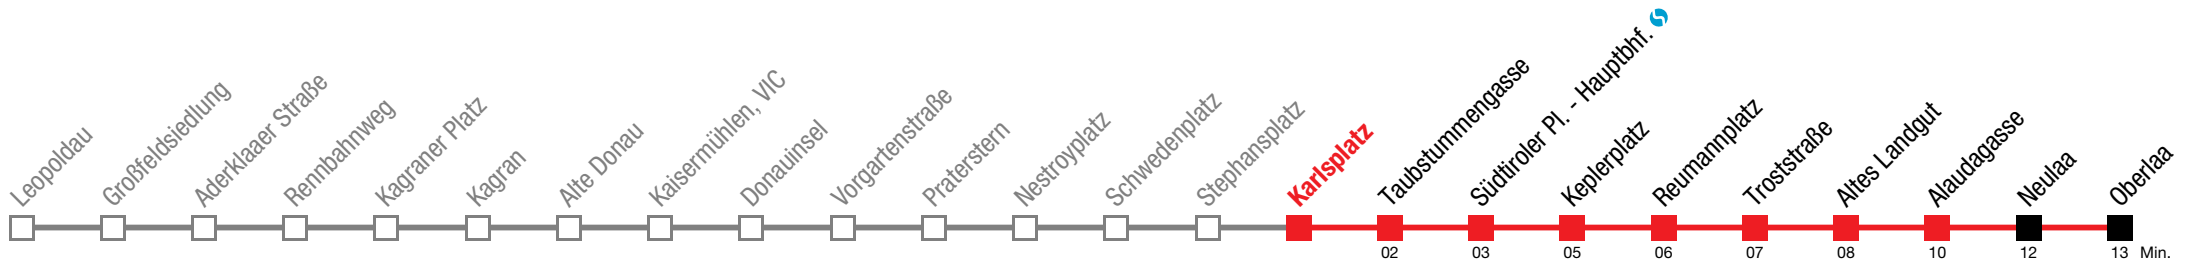 Leopoldau
Großfeldsiedlung
Aderklaaer Straße
Rennbahnweg
Kagraner Platz
Kagran
Alte Donau
Kaisermühlen, VIC
Donauinsel
Vorgartenstraße
Praterstern
Nestroyplatz
Schwedenplatz
Stephansplatz
Karlsplatz
Taubstummengasse
Südtiroler Pl. - Hauptbhf.
Keplerplatz
Reumannplatz
Troststraße
Altes Landgut
Alaudagasse
Neulaa
Oberlaa
02 03 05 06 07 08 10 12 13 Min.